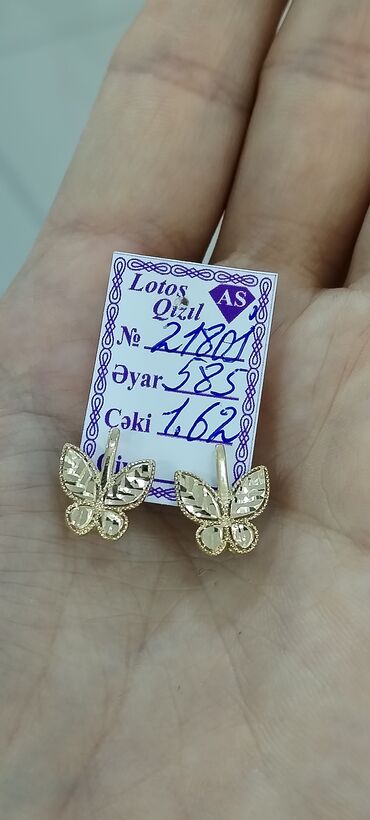 Lotos
Qızıl AS
№ 21801
Əyar 585
Çəki 1,62